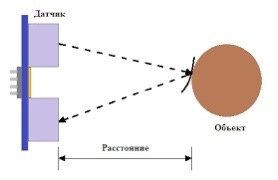 Датчик
Объект
Расстояние